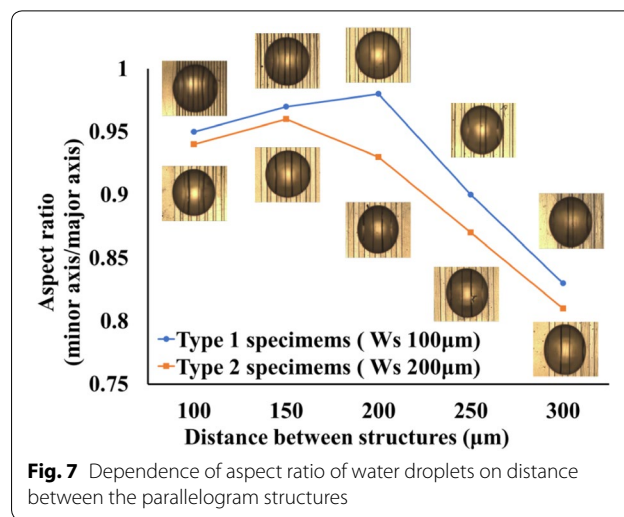 1
0.95
0.9
0.85
0.8
0.75
Aspect ratio
(minor axis/major axis)
Type 1 specimems ( Ws 100μm)
Type 2 specimems ( Ws 200μm)
100 150 200 250 300
Distance between structures (μm)
Fig. 7 Dependence of aspect ratio of water droplets on distance
between the parallelogram structures